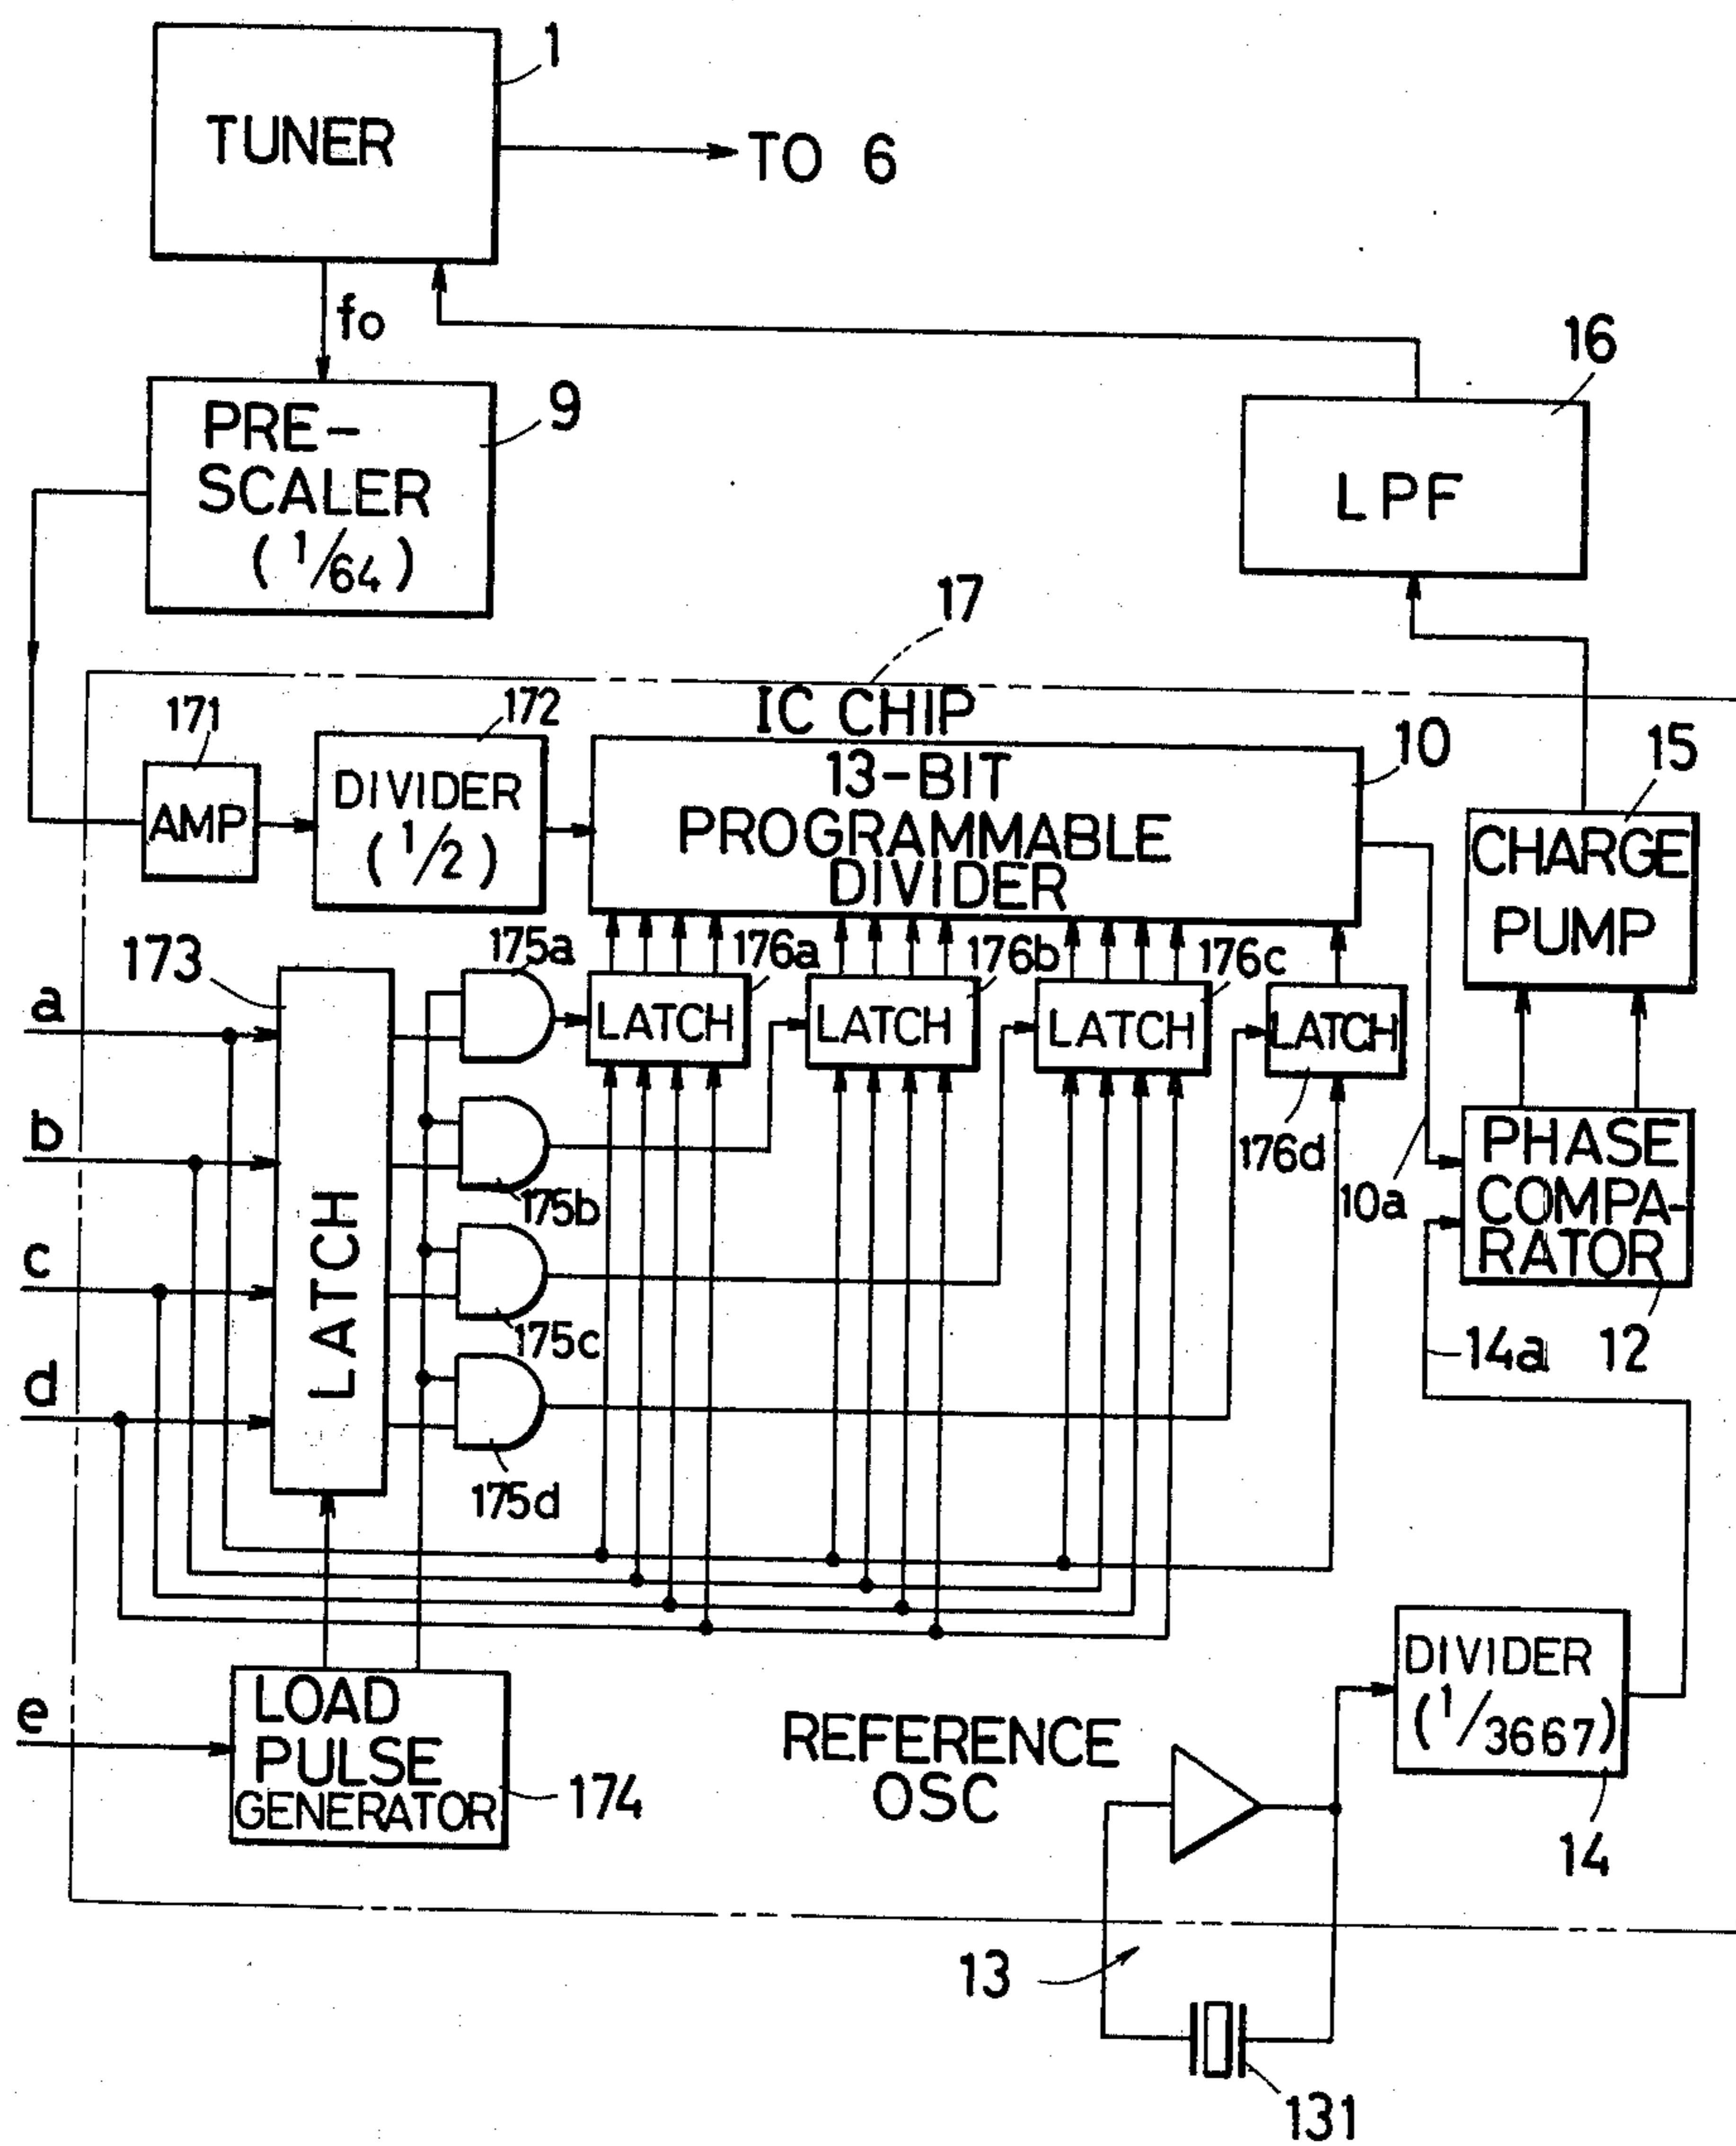 1
TUNER
TO 6
fo
16
PRE-
SCALER
(1/64)
9
LPF
17
IC CHIP
171
172
10
15
AMP
DIVIDER
(1/2)
13-BIT
PROGRAMMABLE
DIVIDER
CHARGE
PUMP
173
175a
176a
176b
176c
a
LATCH
LATCH
LATCH
LATCH
b
175b
176d
10a
PHASE
COMPA-
RATOR
c
LATCH
175c
14a
12
d
175d
e
LOAD
PULSE
GENERATOR
174
REFERENCE
OSC
DIVIDER
(1/3667)
14
13
131